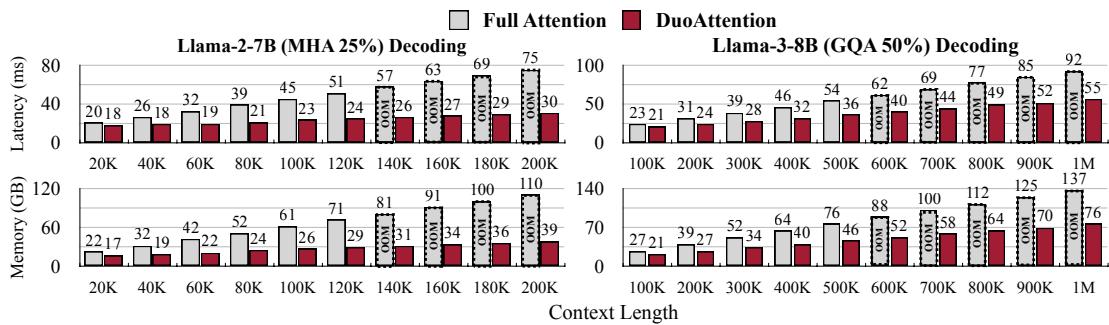 Full Attention DuoAttention
Llama-2-7B (MHA 25%) Decoding
Latency (ms)
80
40
0
20 18 26 18 32 19 39 21 45 23 51 24 57 26 63 27 69 29 75 30
OOM OOM OOM OOM
20K 40K 60K 80K 100K 120K 140K 160K 180K 200K
Llama-3-8B (GQA 50%) Decoding
100
50
0
23 21 31 24 39 28 46 32 54 36 62 40 69 44 77 49 85 52 92 55
OOM OOM OOM OOM OOM
100K 200K 300K 400K 500K 600K 700K 800K 900K 1M
Memory (GB)
120
60
0
22 17 32 19 42 22 52 24 61 26 71 29 81 31 91 34 100 36 110 39
OOM OOM OOM OOM
20K 40K 60K 80K 100K 120K 140K 160K 180K 200K
140
70
0
27 21 39 27 52 34 64 40 76 46 88 52 100 58 112 64 125 70 137 76
OOM OOM OOM OOM OOM
100K 200K 300K 400K 500K 600K 700K 800K 900K 1M
Context Length